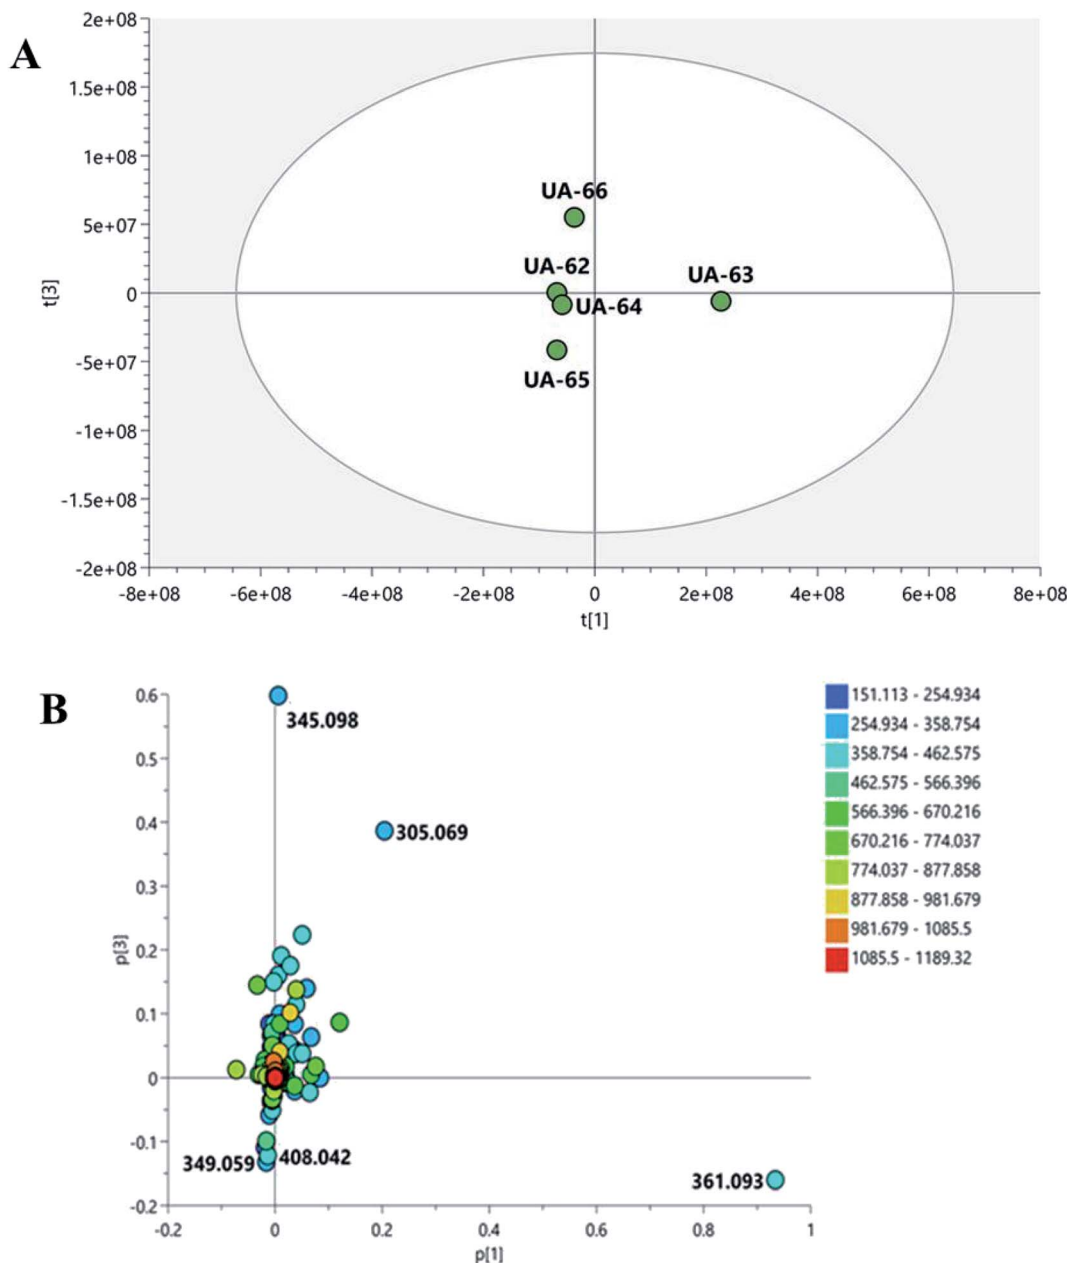 A
2e+08
1.5e+08
1e+08
5e+07
0
-5e+07
-1e+08
-1.5e+08
-2e+08
t[3]
UA-66
UA-62
UA-63
UA-64
UA-65
-8e+08 -6e+08 -4e+08 -2e+08 0 2e+08 4e+08 6e+08 8e+08
t[1]
B
0.6
0.5
0.4
0.3
0.2
0.1
0
-0.1
-0.2
p[3]
345.098
305.069
349.059
408.042
361.093
-0.2 0 0.2 0.4 0.6 0.8 1
p[1]
151.113 - 254.934
254.934 - 358.754
358.754 - 462.575
462.575 - 566.396
566.396 - 670.216
670.216 - 774.037
774.037 - 877.858
877.858 - 981.679
981.679 - 1085.5
1085.5 - 1189.32